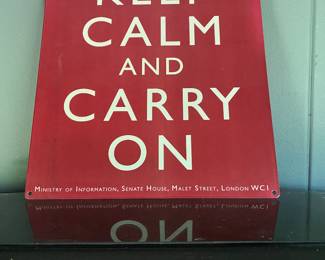 KEEP
CALM
AND
CARRY
ON
MINISTRY OF INFORMATION, SENATE HOUSE, MALET STREET, LONDON WC1